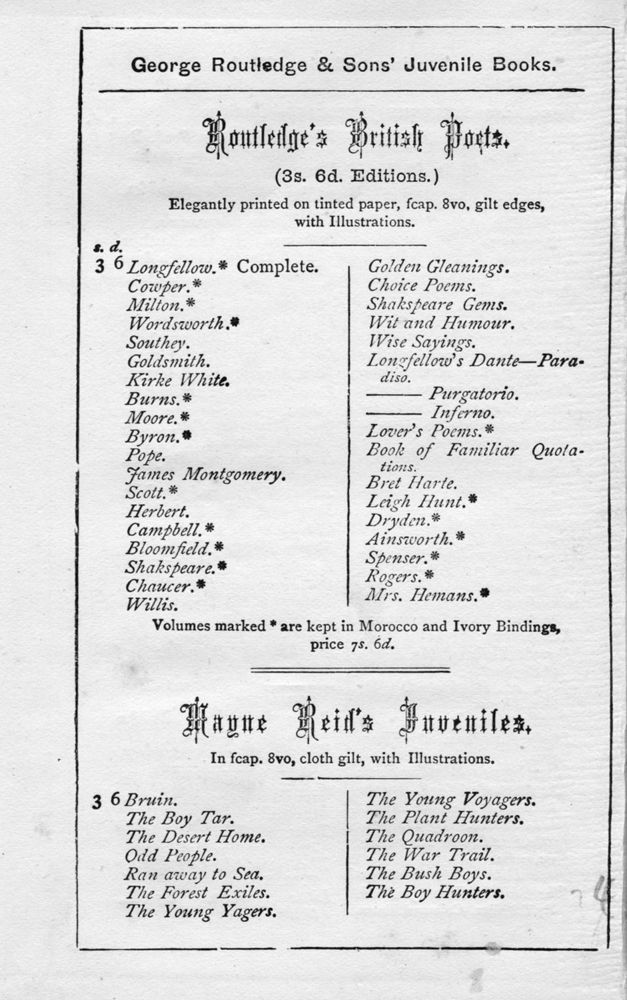 George Routledge & Sons' Juvenile Books.
Routledge's British Poets.
(3s. 6d. Editions.)
Elegantly printed on tinted paper, fcap. 8vo, gilt edges,
with Illustrations.
s. d.
3 6 Longfellow.* Complete.
Cowper.*
Milton.*
Wordsworth.*
Southey.
Goldsmith.
Kirke White.
Burns.*
Moore.*
Byron.*
Pope.
James Montgomery.
Scott.*
Herbert.
Campbell.*
Bloomfield.*
Shakspeare.*
Chaucer.*
Willis.
Golden Gleanings.
Choice Poems.
Shakspeare Gems.
Wit and Humour.
Wise Sayings.
Longfellow's Dante—Para-
diso.
——— Purgatorio.
——— Inferno.
Lover's Poems.*
Book of Familiar Quota-
tions.
Bret Harte.
Leigh Hunt.*
Dryden.*
Ainsworth.*
Spenser.*
Rogers.*
Mrs. Hemans.*
Volumes marked * are kept in Morocco and Ivory Bindings,
price 7s. 6d.
Mayne Reid's Juveniles.
In fcap. 8vo, cloth gilt, with Illustrations.
3 6 Bruin.
The Boy Tar.
The Desert Home.
Odd People.
Ran away to Sea.
The Forest Exiles.
The Young Yagers.
The Young Voyagers.
The Plant Hunters.
The Quadroon.
The War Trail.
The Bush Boys.
The Boy Hunters.